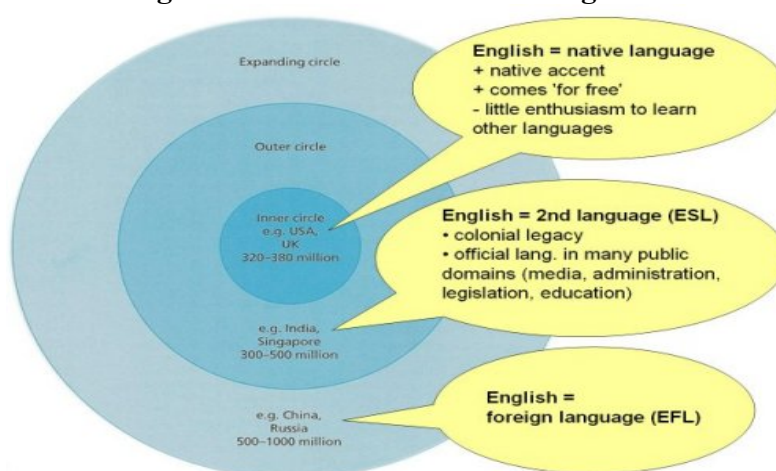 Expanding circle
Outer circle
Inner circle
e.g. USA,
UK
320–380 million
e.g. India,
Singapore
300–500 million
e.g. China,
Russia
500–1000 million
English = native language
+ native accent
+ comes 'for free'
- little enthusiasm to learn
other languages
English = 2nd language (ESL)
• colonial legacy
• official lang. in many public
domains (media, administration,
legislation, education)
English =
foreign language (EFL)